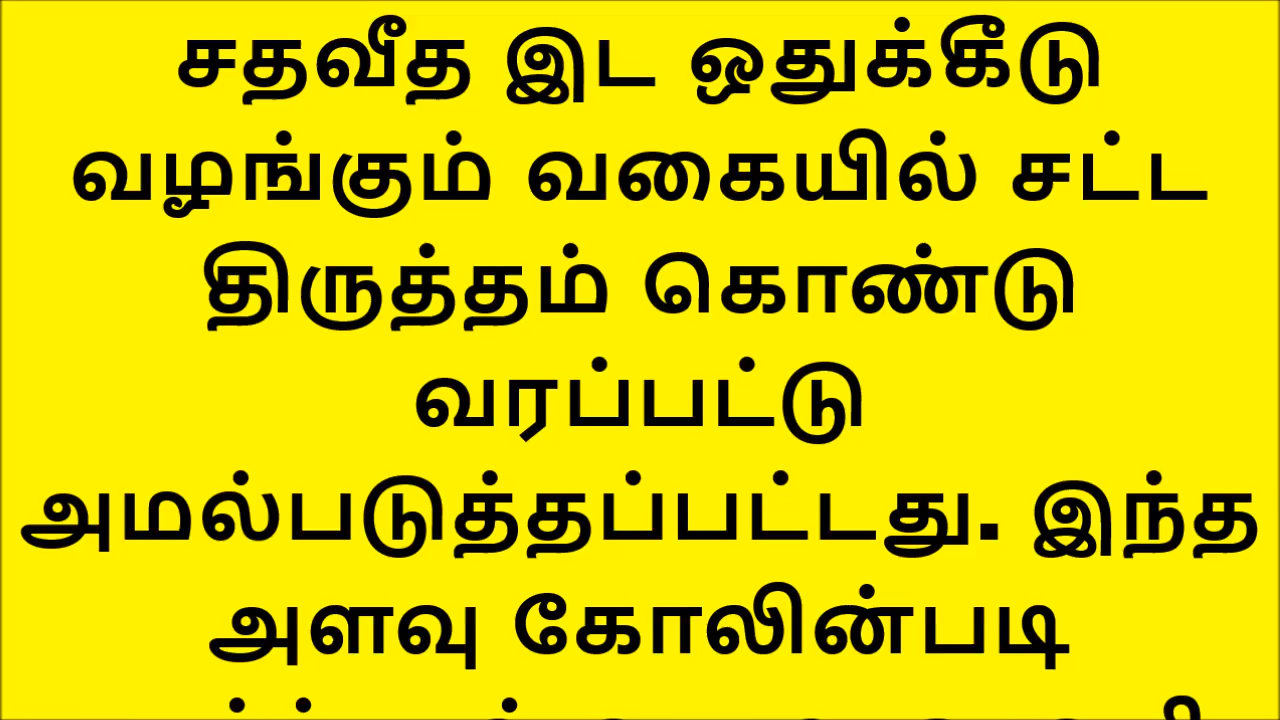 சதவீத இட ஒதுக்கீடு
வழங்கும் வகையில் சட்ட
திருத்தம் கொண்டு
வரப்பட்டு
அமல்படுத்தப்பட்டது. இந்த
அளவு கோலின்படி